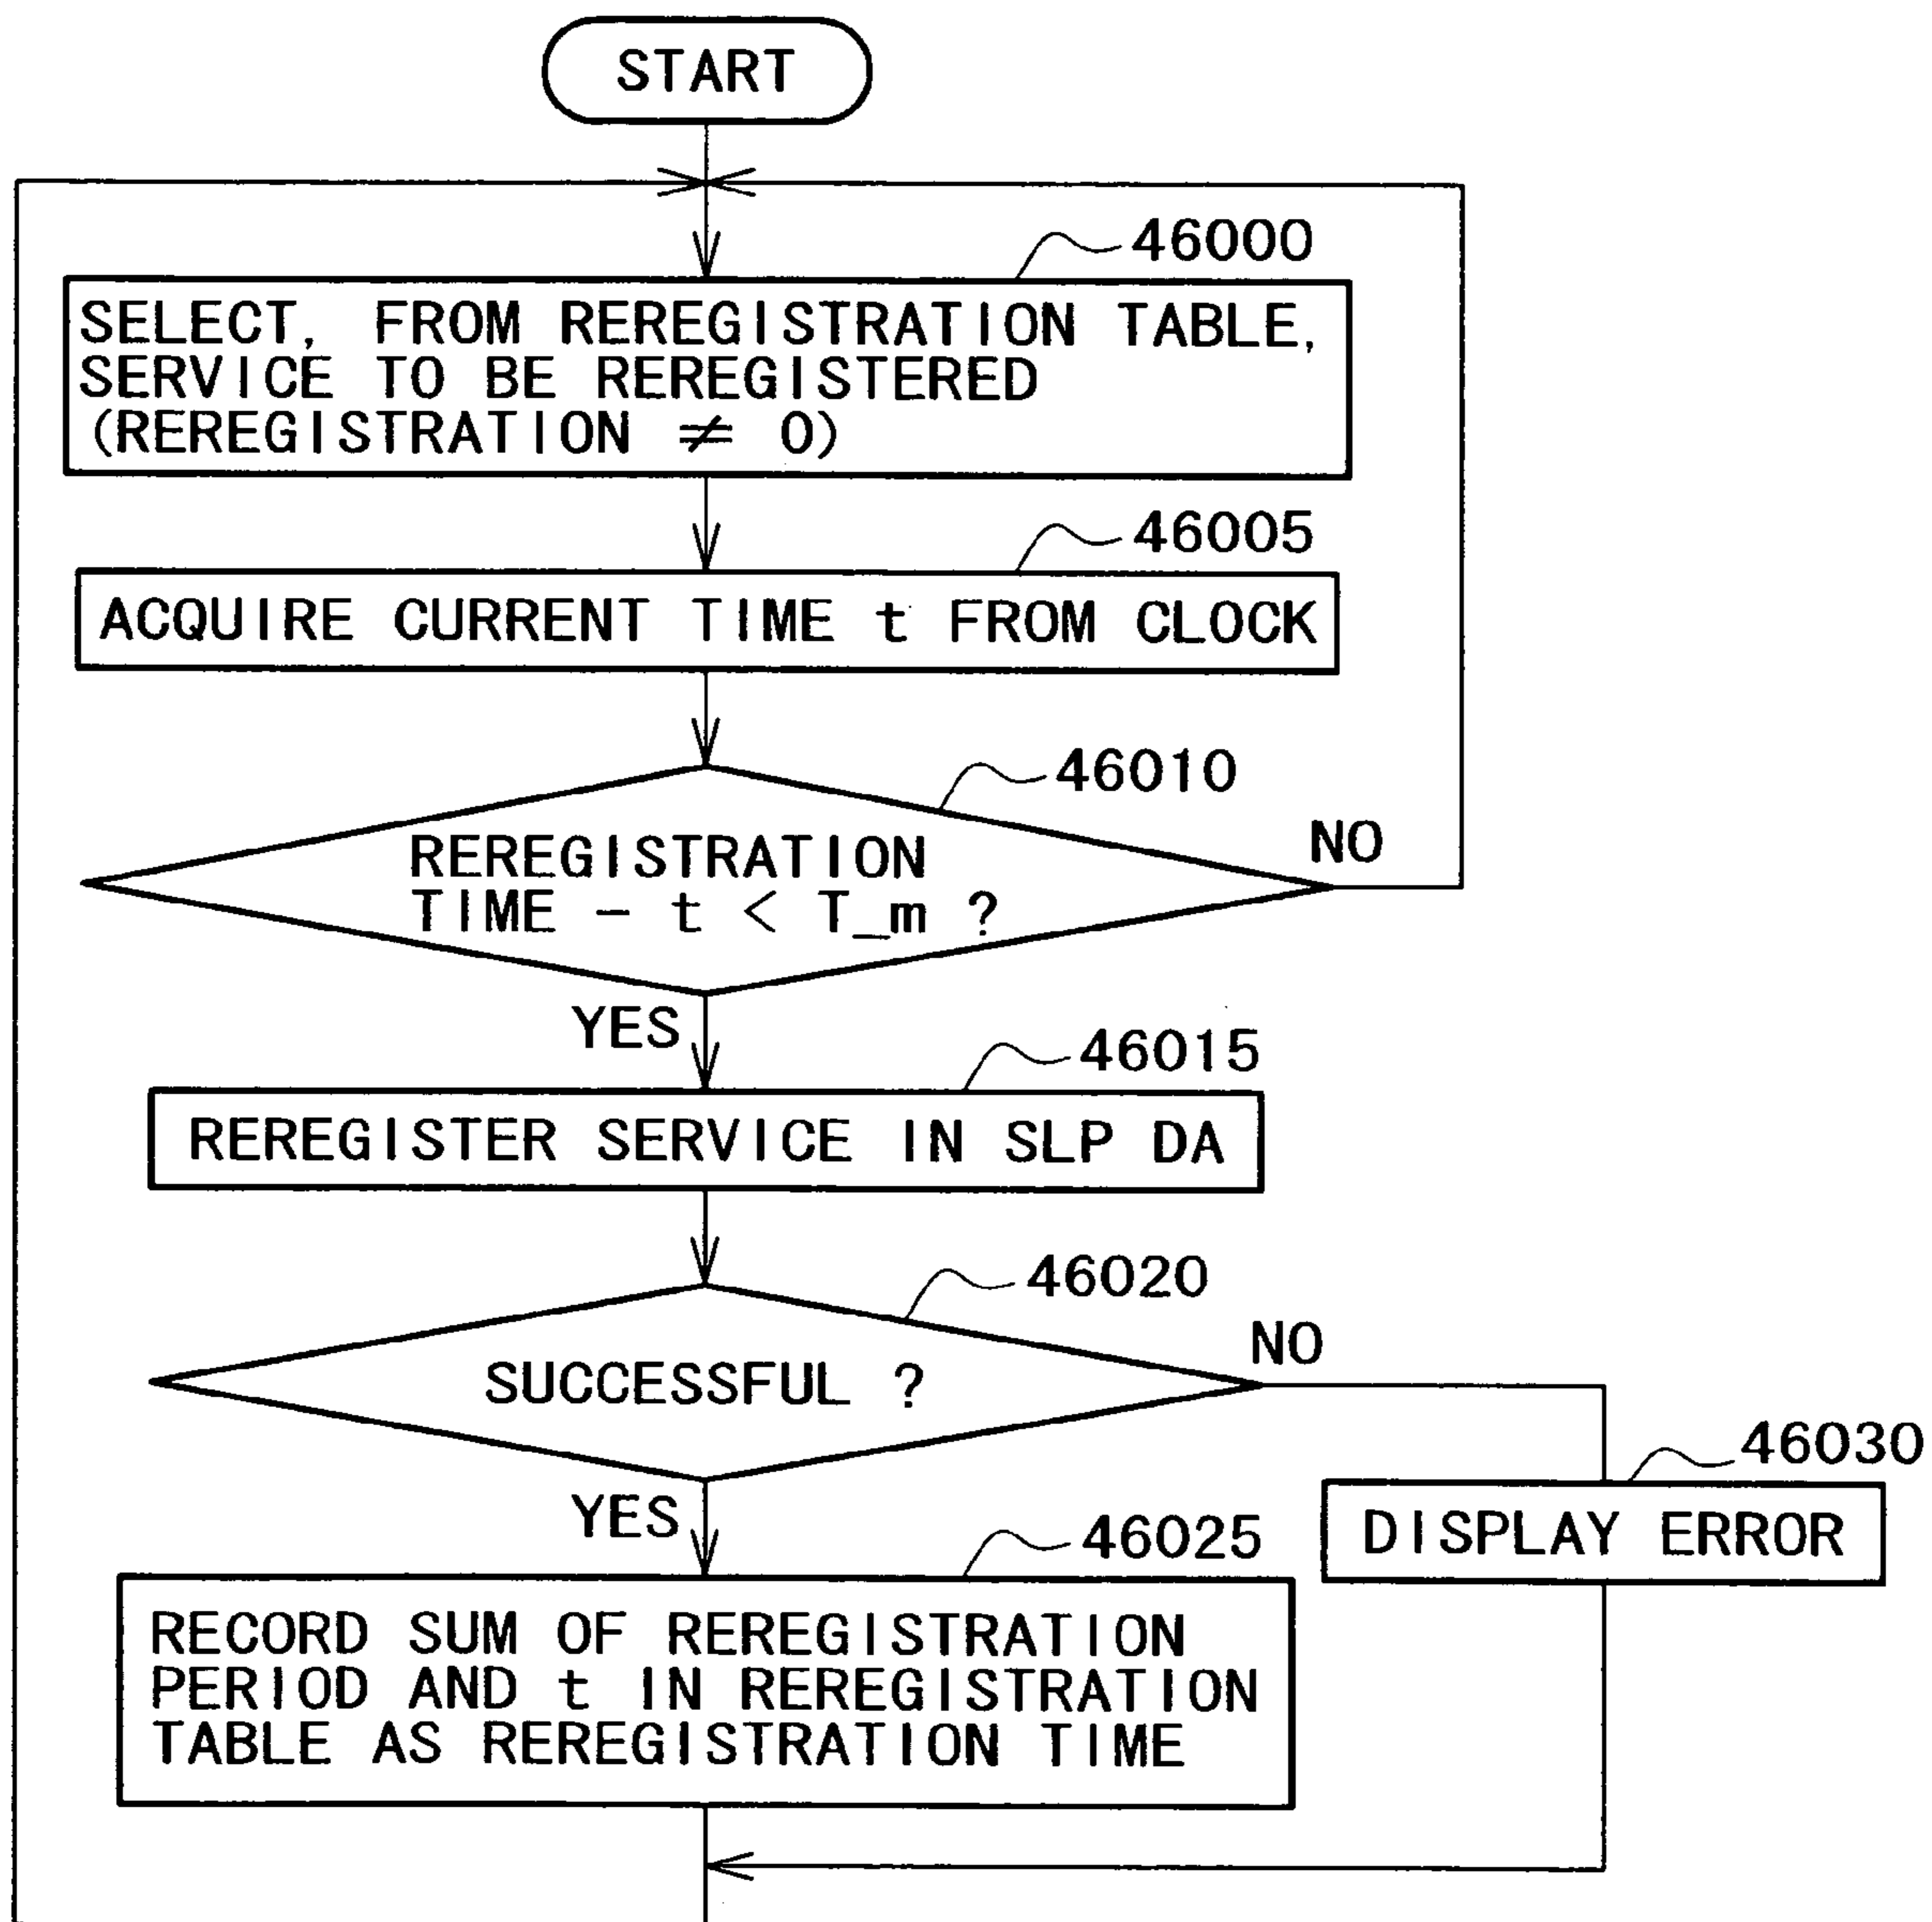 START
46000
SELECT, FROM REREGISTRATION TABLE,
SERVICE TO BE REREGISTERED
(REREGISTRATION ≠ 0)
46005
ACQUIRE CURRENT TIME t FROM CLOCK
46010
REREGISTRATION
TIME - t < T_m ?
NO
YES
46015
REREGISTER SERVICE IN SLP DA
46020
SUCCESSFUL ?
NO
YES
46030
DISPLAY ERROR
46025
RECORD SUM OF REREGISTRATION
PERIOD AND t IN REREGISTRATION
TABLE AS REREGISTRATION TIME